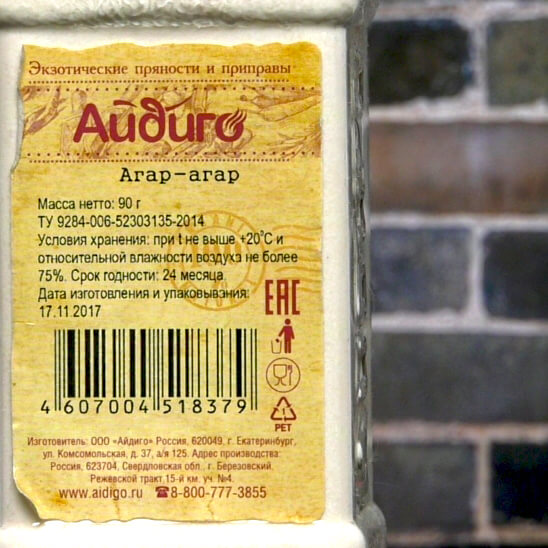 Экзотические пряности и приправы
Айдиго
Агар-агар
Масса нетто: 90 г
ТУ 9284-006-52303135-2014
Условия хранения: при t не выше +20°С и
относительной влажности воздуха не более
75%. Срок годности: 24 месяца.
Дата изготовления и упаковывания:
17.11.2017
EAC
4 607004 518379
PET
Изготовитель: ООО «Айдиго» Россия, 620049, г. Екатеринбург,
ул. Комсомольская, д. 37, а/я 125. Адрес производства:
Россия, 623704, Свердловская обл., г. Березовский,
Режевской тракт,15-й км. уч. №4.
www.aidigo.ru ☎8-800-777-3855